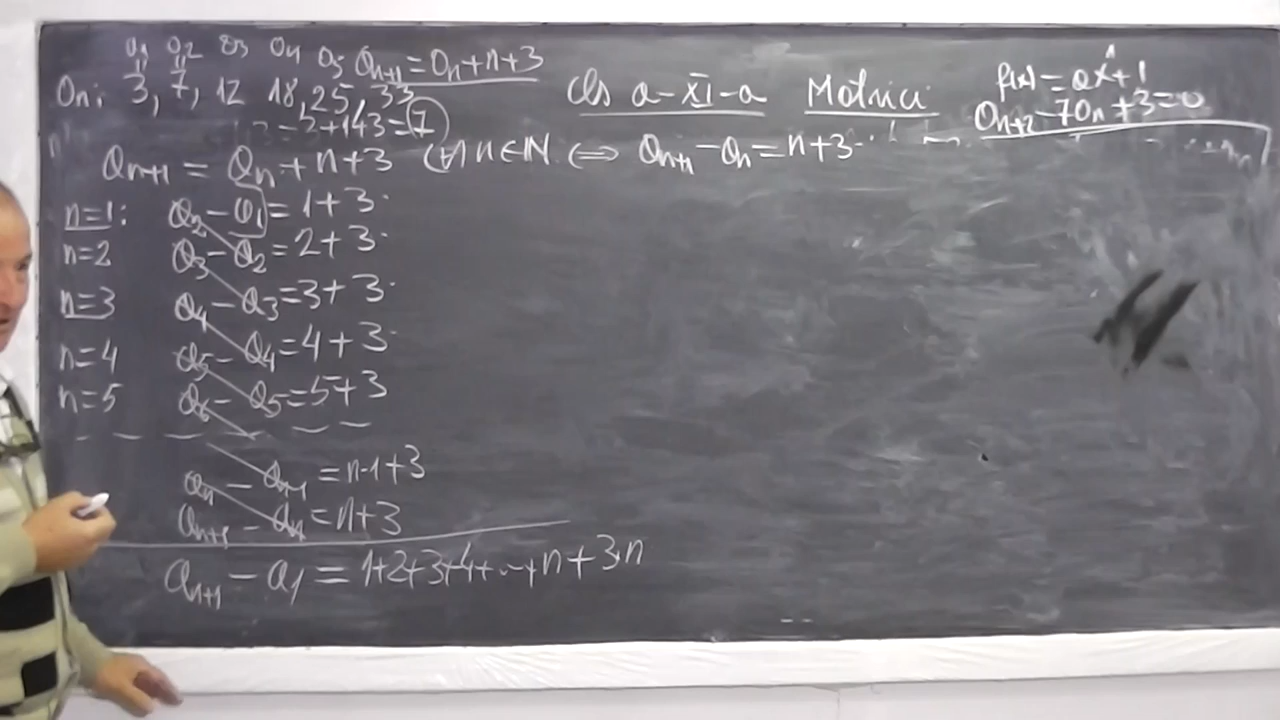 a1 a2 a3 a4 a5 an+1 = an + n + 3
an: 3, 7, 12 18, 25, 33
3 = 7
an+1 = an + n + 3 (∀) n ∈ N. ⟺ an+1 − an = n + 3
cls a-XI-a Matrici
f(x) = ax + 1
an+2 − 7an + 3 = 0
n=1: a2 − a1 = 1 + 3
n=2 a3 − a2 = 2 + 3
n=3 a4 − a3 = 3 + 3
n=4 a5 − a4 = 4 + 3
n=5 a6 − a5 = 5 + 3
− − − − − − −
an − an-1 = n-1+3
an+1 − an = n+3
an+1 − a1 = 1+2+3+4+...+n+3·n